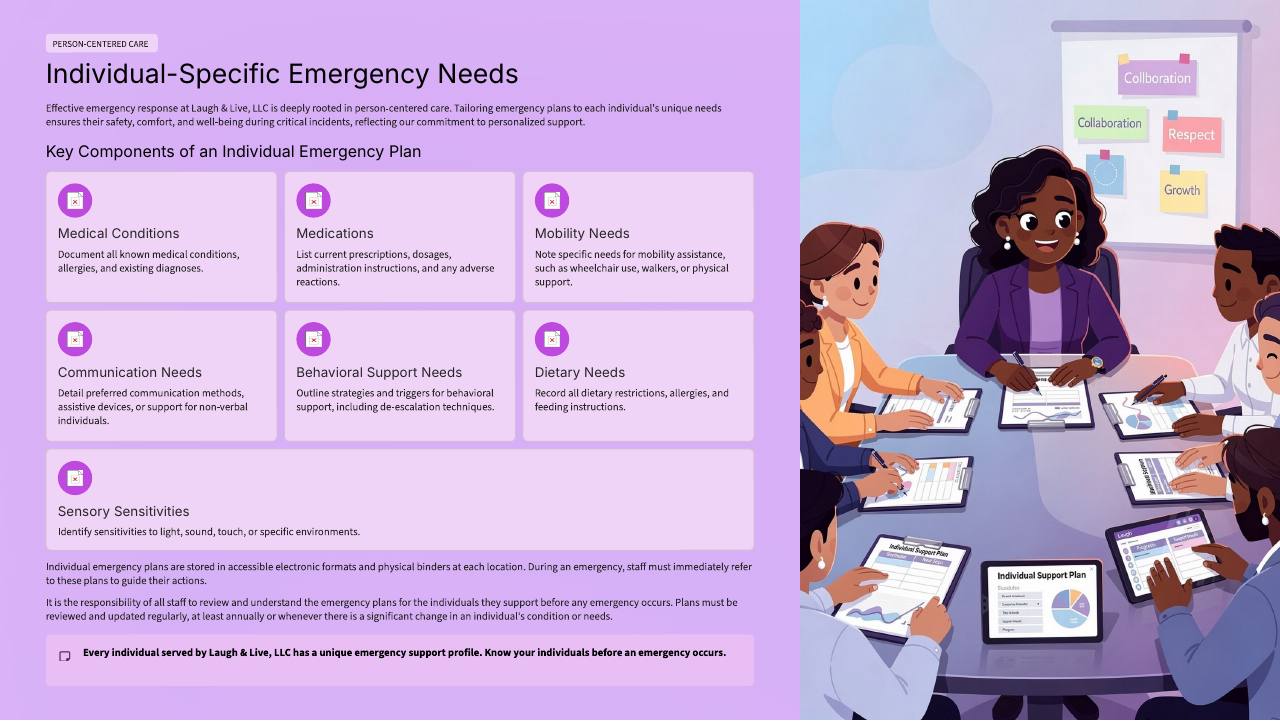 PERSON-CENTERED CARE
Individual-Specific Emergency Needs
Effective emergency response at Laugh & Live, LLC is deeply rooted in person-centered care. Tailoring emergency plans to each individual's unique needs
ensures their safety, comfort, and well-being during critical incidents, reflecting our commitment to personalized support.
Key Components of an Individual Emergency Plan
Medical Conditions
Document all known medical conditions,
allergies, and existing diagnoses.
Medications
List current prescriptions, dosages,
administration instructions, and any adverse
reactions.
Mobility Needs
Note specific needs for mobility assistance,
such as wheelchair use, walkers, or physical
support.
Communication Needs
Detail preferred communication methods,
assistive devices, or support for non-verbal
individuals.
Behavioral Support Needs
Outline strategies and triggers for behavioral
support, including de-escalation techniques.
Dietary Needs
Record all dietary restrictions, allergies, and
feeding instructions.
Sensory Sensitivities
Identify sensitivities to light, sound, touch, or specific environments.
Individual emergency plans are stored in accessible electronic formats and physical binders at each location. During an emergency, staff must immediately refer
to these plans to guide their actions.
It is the responsibility of all staff to review and understand the emergency plans for the individuals they support before an emergency occurs. Plans must be
reviewed and updated regularly, at least annually or whenever there is a significant change in an individual's condition or needs.
Every individual served by Laugh & Live, LLC has a unique emergency support profile. Know your individuals before an emergency occurs.
Collboration
Collaboration
Respect
Growth
Individual Support Plan
Individual Support Plan
Laugh